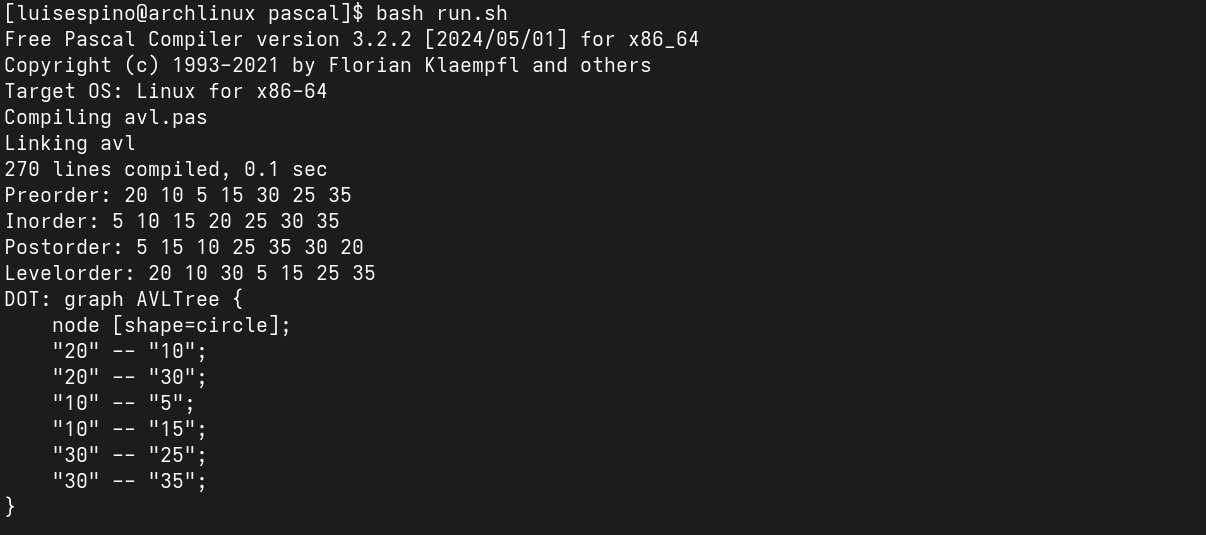 [luisespino@archlinux pascal]$ bash run.sh
Free Pascal Compiler version 3.2.2 [2024/05/01] for x86_64
Copyright (c) 1993-2021 by Florian Klaempfl and others
Target OS: Linux for x86-64
Compiling avl.pas
Linking avl
270 lines compiled, 0.1 sec
Preorder: 20 10 5 15 30 25 35
Inorder: 5 10 15 20 25 30 35
Postorder: 5 15 10 25 35 30 20
Levelorder: 20 10 30 5 15 25 35
DOT: graph AVLTree {
    node [shape=circle];
    "20" -- "10";
    "20" -- "30";
    "10" -- "5";
    "10" -- "15";
    "30" -- "25";
    "30" -- "35";
}